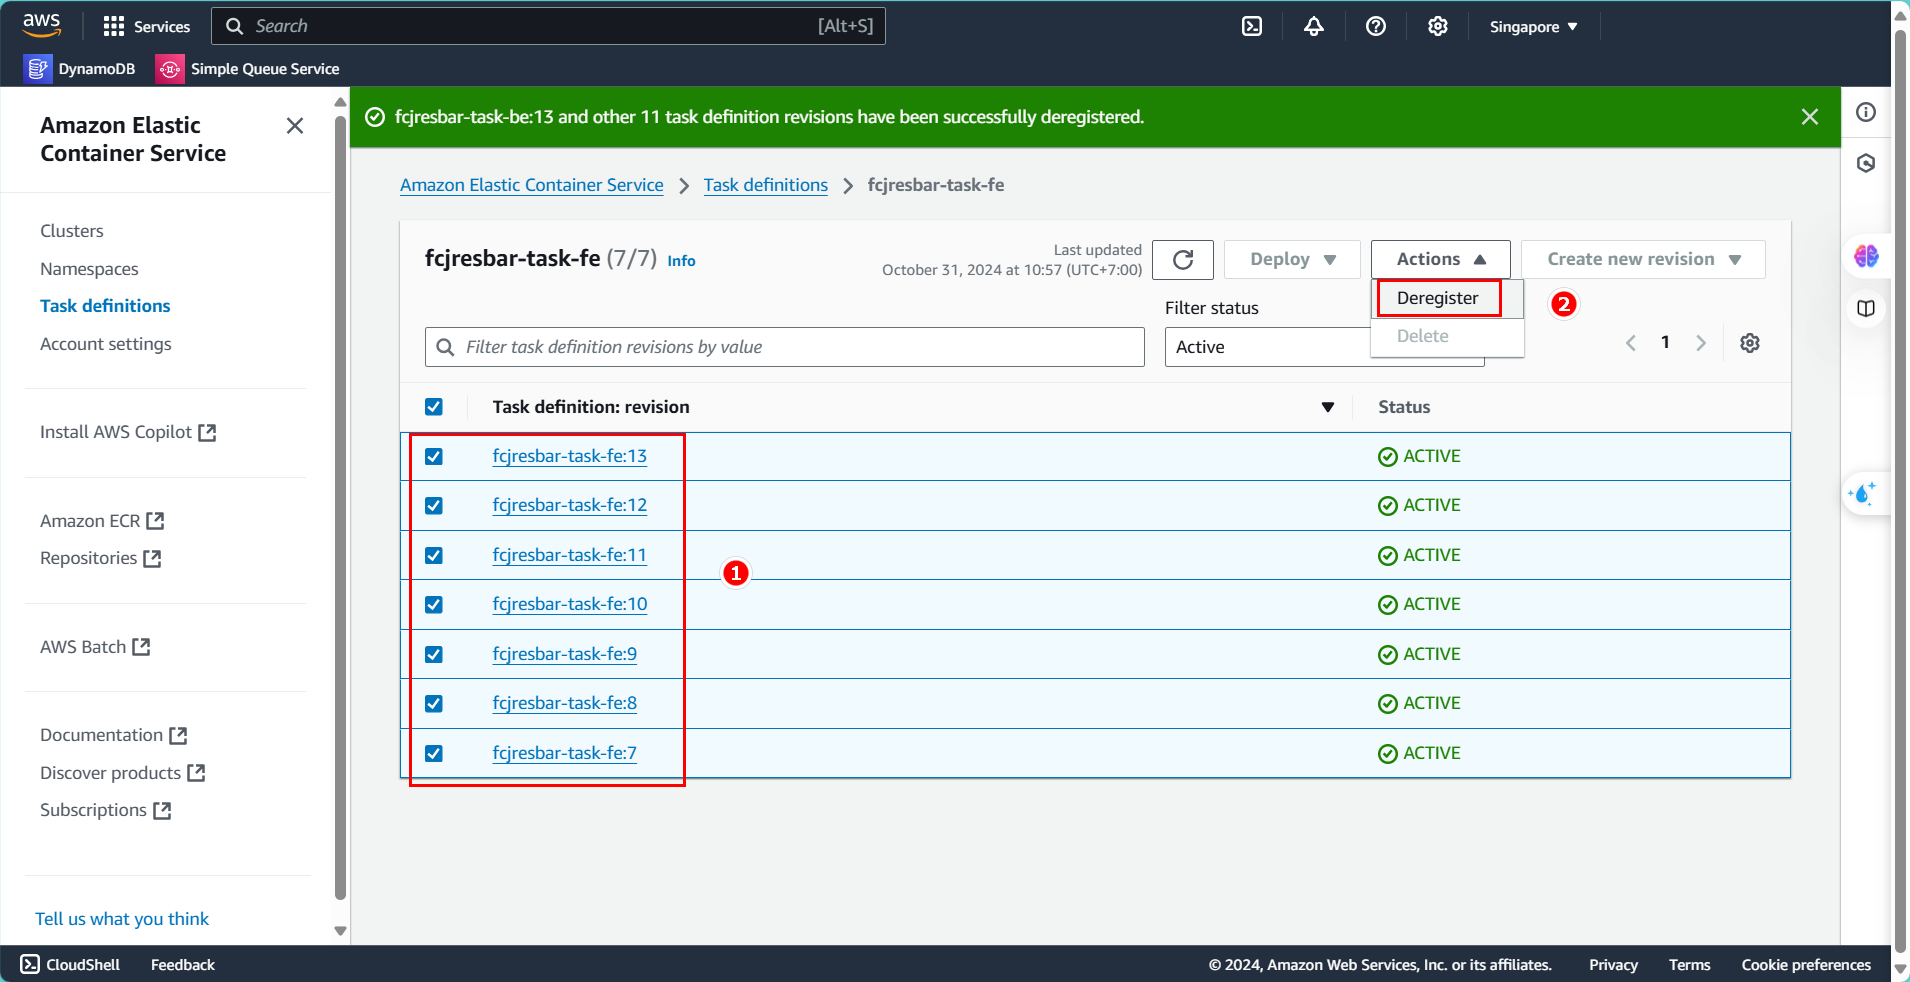 aws
Services
Search
[Alt+S]
Singapore
DynamoDB
Simple Queue Service
Amazon Elastic
Container Service
Clusters
Namespaces
Task definitions
Account settings
Install AWS Copilot
Amazon ECR
Repositories
AWS Batch
Documentation
Discover products
Subscriptions
Tell us what you think
fcjresbar-task-be:13 and other 11 task definition revisions have been successfully deregistered.
Amazon Elastic Container Service
Task definitions
fcjresbar-task-fe
fcjresbar-task-fe (7/7) Info
Last updated
October 31, 2024 at 10:57 (UTC+7:00)
Deploy
Actions
Create new revision
Deregister
2
Delete
Filter status
Filter task definition revisions by value
Active
1
Task definition: revision
Status
fcjresbar-task-fe:13
ACTIVE
fcjresbar-task-fe:12
ACTIVE
fcjresbar-task-fe:11
ACTIVE
1
fcjresbar-task-fe:10
ACTIVE
fcjresbar-task-fe:9
ACTIVE
fcjresbar-task-fe:8
ACTIVE
fcjresbar-task-fe:7
ACTIVE
CloudShell
Feedback
© 2024, Amazon Web Services, Inc. or its affiliates.
Privacy
Terms
Cookie preferences